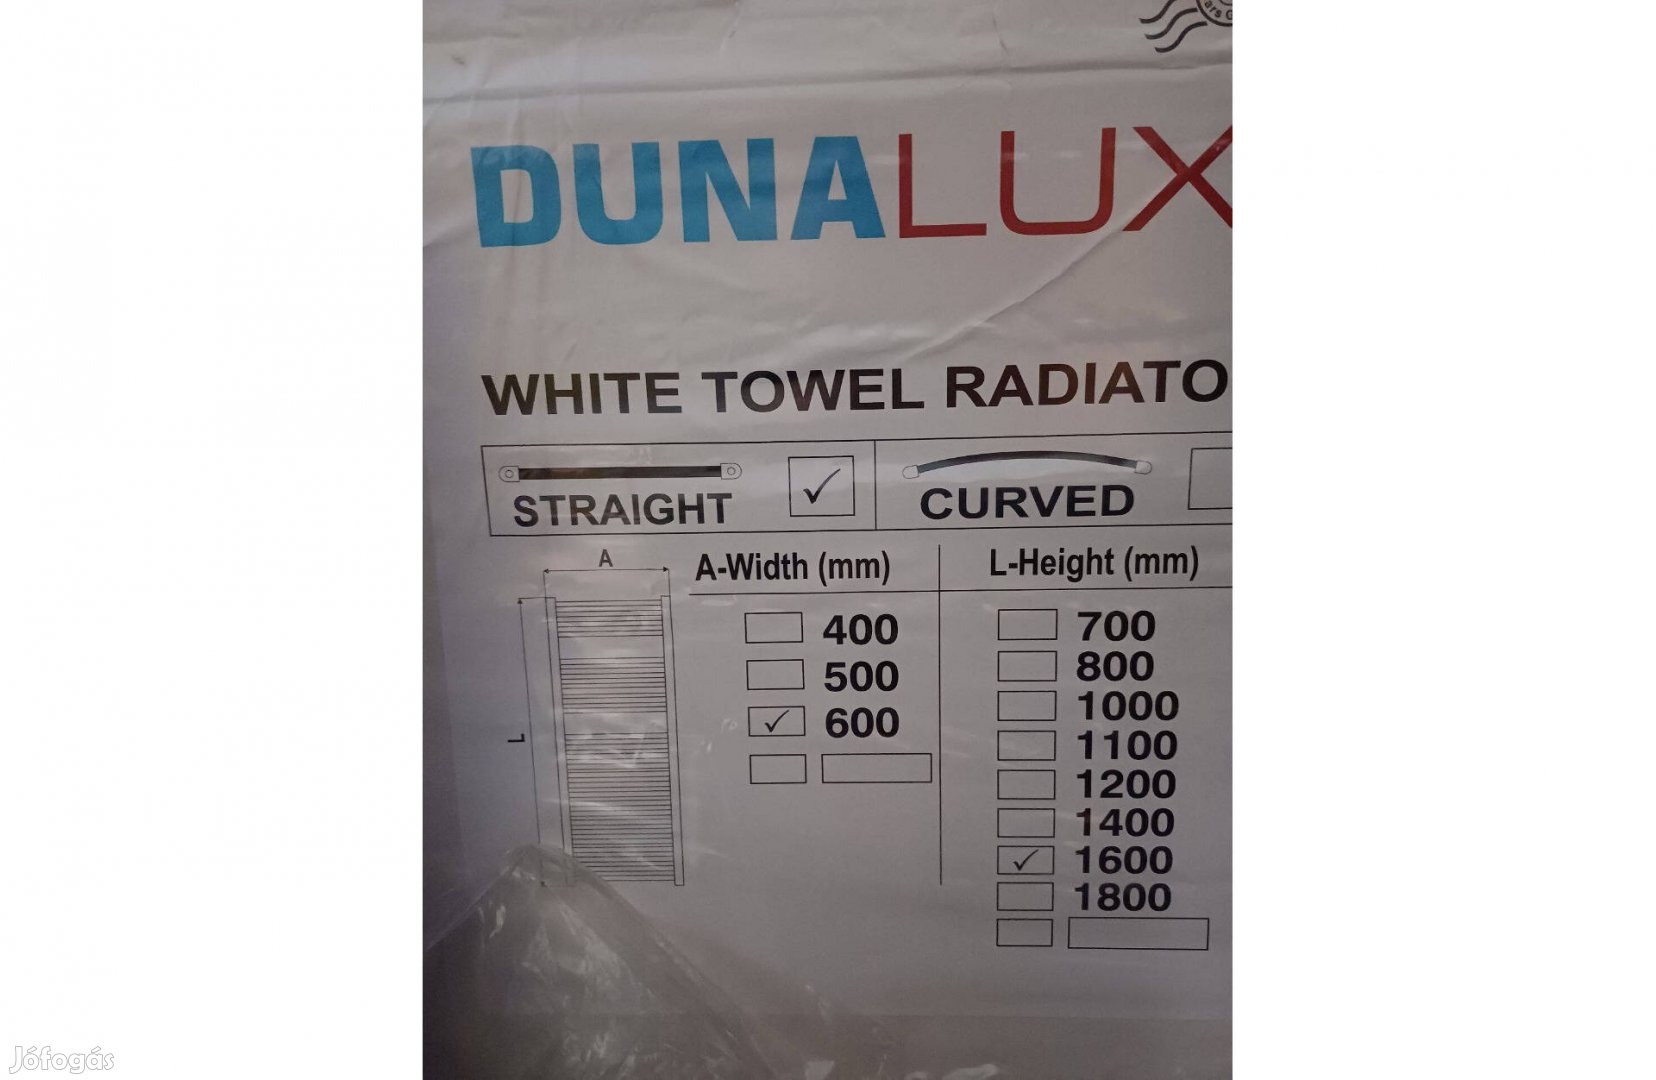 ars G
DUNALUX
WHITE TOWEL RADIATO
STRAIGHT ✓ CURVED
A A-Width (mm) L-Height (mm)
400 700
500 800
✓ 600 1000
L 1100
1200
1400
✓ 1600
1800
Jófogás